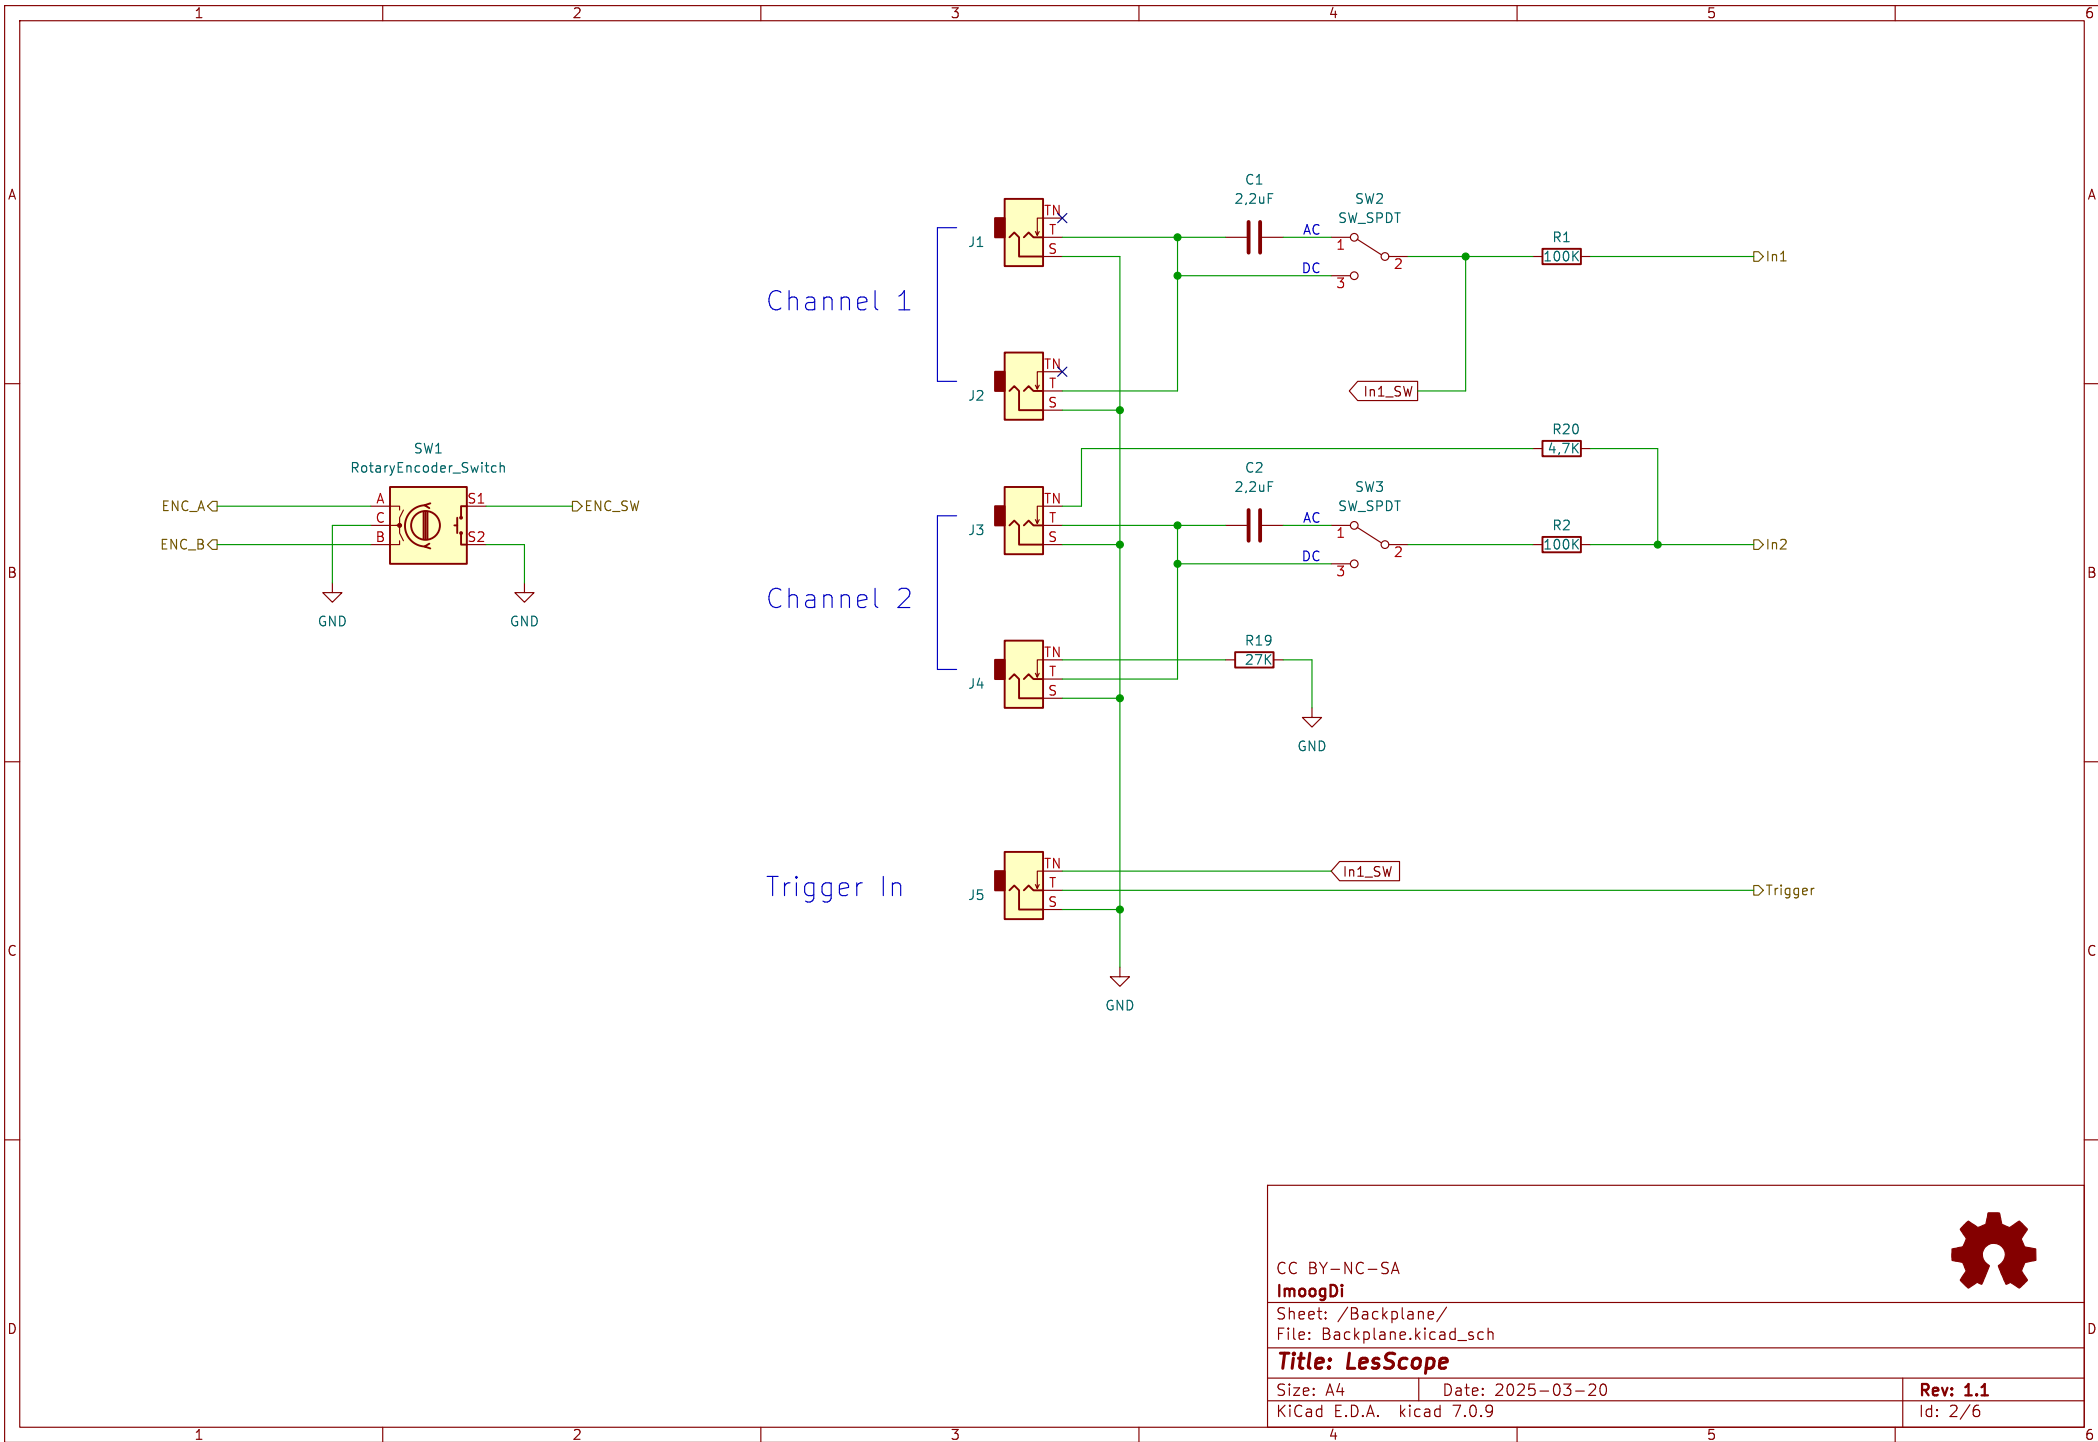 1 2 3 4 5 6
A A
B B
C C
D D
1 2 3 4 5 6
SW1
RotaryEncoder_Switch
ENC_A
ENC_B
A
C
B
S1
S2
ENC_SW
GND
GND
Channel 1
J1
TN
T
S
J2
TN
T
S
C1
2,2uF
AC
DC
SW2
SW_SPDT
1
2
3
R1
100K
In1
In1_SW
R20
4,7K
Channel 2
J3
TN
T
S
C2
2,2uF
AC
DC
SW3
SW_SPDT
1
2
3
R2
100K
In2
J4
TN
T
S
R19
27K
GND
Trigger In
J5
TN
T
S
In1_SW
Trigger
GND
CC BY-NC-SA
ImoogDi
Sheet: /Backplane/
File: Backplane.kicad_sch
Title: LesScope
Size: A4 Date: 2025-03-20 Rev: 1.1
KiCad E.D.A. kicad 7.0.9 Id: 2/6